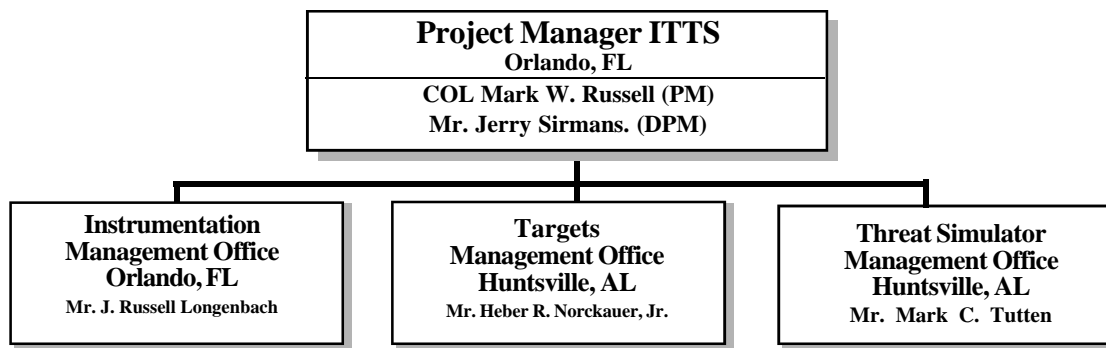 Project Manager ITTS
Orlando, FL
COL Mark W. Russell (PM)
Mr. Jerry Sirmans. (DPM)
Instrumentation
Management Office
Orlando, FL
Mr. J. Russell Longenbach
Targets
Management Office
Huntsville, AL
Mr. Heber R. Norckauer, Jr.
Threat Simulator
Management Office
Huntsville, AL
Mr. Mark C. Tutten